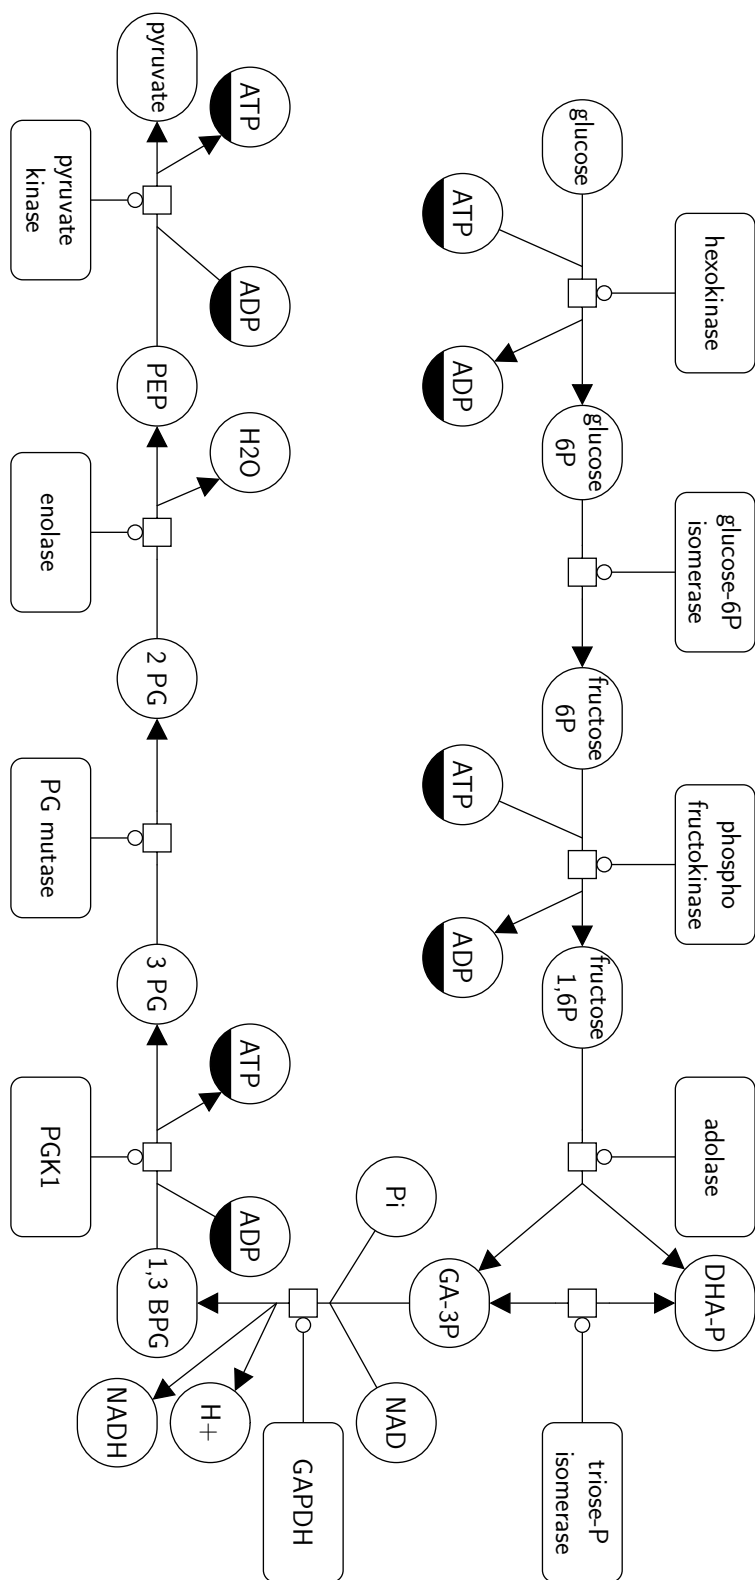 hexokinase
glucose-6P
isomerase
phospho
fructokinase
adolase
glucose
glucose
6P
fructose
6P
fructose
1,6P
DHA-P
triose-P
isomerase
ATP
ADP
ATP
ADP
Pi
GA-3P
NAD
GAPDH
ATP
ADP
H2O
ATP
ADP
H+
pyruvate
PEP
2 PG
3 PG
1,3 BPG
NADH
pyruvate
kinase
enolase
PG mutase
PGK1